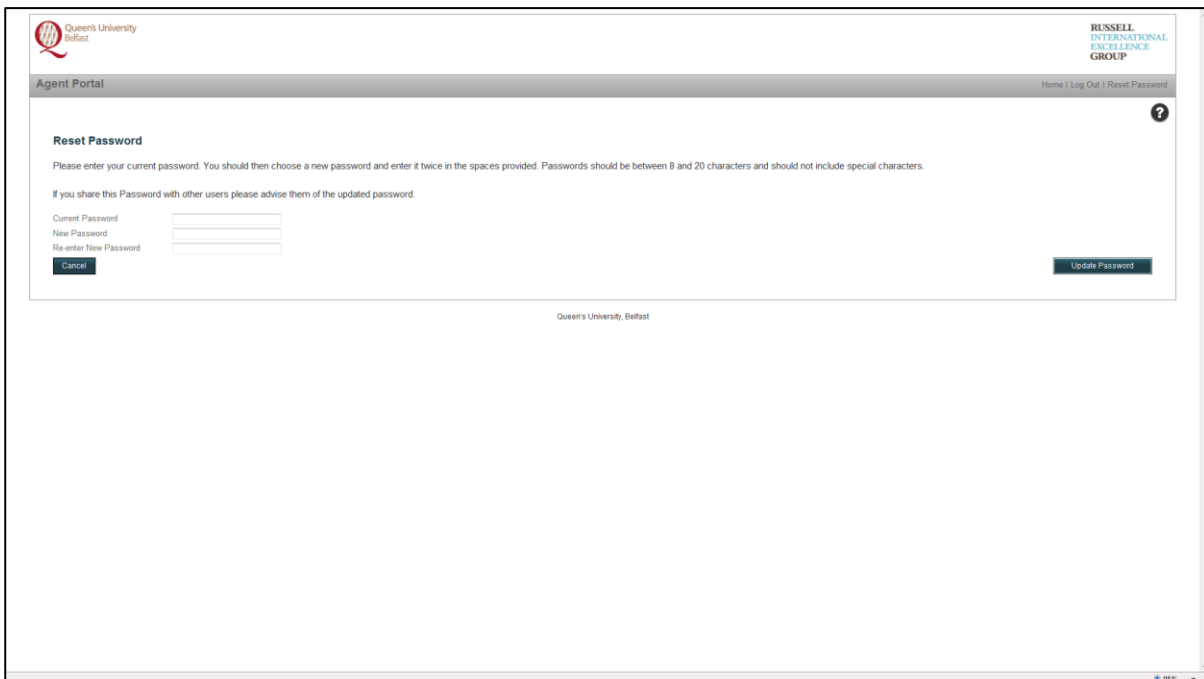 Queen's University
Belfast
RUSSELL
INTERNATIONAL
EXCELLENCE
GROUP
Agent Portal
Home | Log Out | Reset Password
?
Reset Password
Please enter your current password. You should then choose a new password and enter it twice in the spaces provided. Passwords should be between 8 and 20 characters and should not include special characters.
If you share this Password with other users please advise them of the updated password.
Current Password
New Password
Re-enter New Password
Cancel
Update Password
Queen's University, Belfast